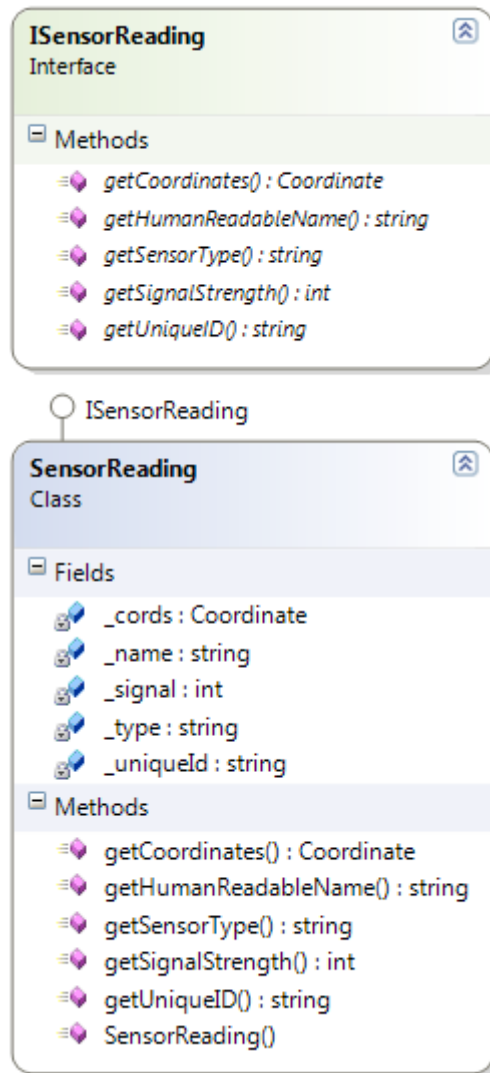 ISensorReading
Interface
Methods
getCoordinates() : Coordinate
getHumanReadableName() : string
getSensorType() : string
getSignalStrength() : int
getUniqueID() : string
ISensorReading
SensorReading
Class
Fields
_cords : Coordinate
_name : string
_signal : int
_type : string
_uniqueId : string
Methods
getCoordinates() : Coordinate
getHumanReadableName() : string
getSensorType() : string
getSignalStrength() : int
getUniqueID() : string
SensorReading()